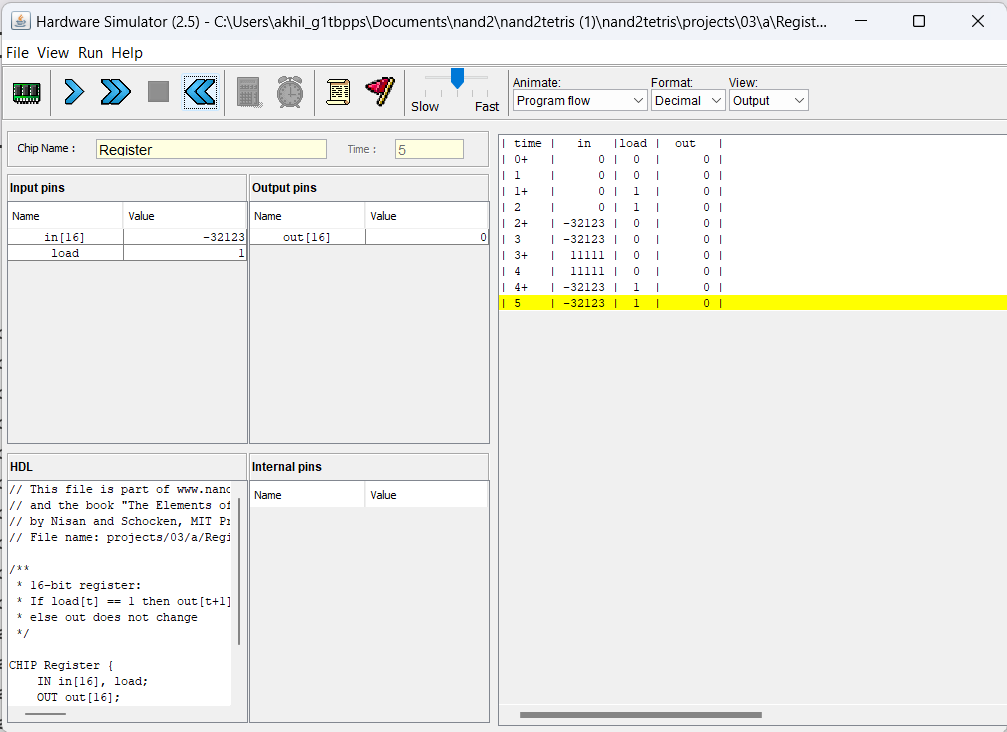 Hardware Simulator (2.5) - C:\Users\akhil_g1tbpps\Documents\nand2\nand2tetris (1)\nand2tetris\projects\03\a\Regist...
File View Run Help
Slow Fast
Animate: Format: View:
Program flow Decimal Output
Chip Name : Register Time : 5
Input pins
Name Value
in[16] -32123
load 1
Output pins
Name Value
out[16] 0
HDL
// This file is part of www.nand
// and the book "The Elements of
// by Nisan and Schocken, MIT Pr
// File name: projects/03/a/Regi
/**
* 16-bit register:
* If load[t] == 1 then out[t+1]
* else out does not change
*/
CHIP Register {
IN in[16], load;
OUT out[16];
Internal pins
Name Value
| time | in |load | out |
| 0+ | 0 | 0 | 0 |
| 1 | 0 | 0 | 0 |
| 1+ | 0 | 1 | 0 |
| 2 | 0 | 1 | 0 |
| 2+ | -32123 | 0 | 0 |
| 3 | -32123 | 0 | 0 |
| 3+ | 11111 | 0 | 0 |
| 4 | 11111 | 0 | 0 |
| 4+ | -32123 | 1 | 0 |
| 5 | -32123 | 1 | 0 |